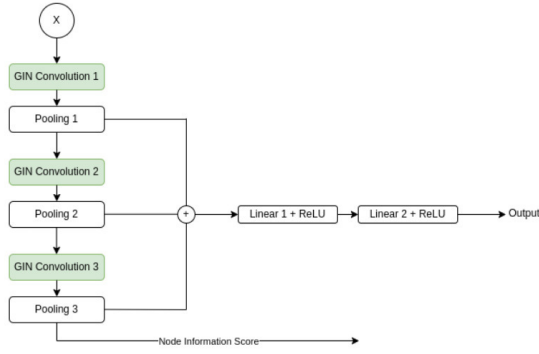 X
GIN Convolution 1
Pooling 1
GIN Convolution 2
Pooling 2
+
Linear 1 + ReLU
Linear 2 + ReLU
Output
GIN Convolution 3
Pooling 3
Node Information Score